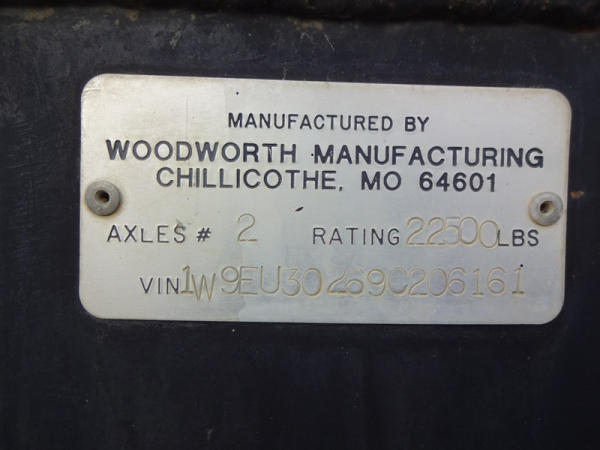 MANUFACTURED BY
WOODWORTH MANUFACTURING
CHILLICOTHE, MO 64601
AXLES # 2 RATING 22500 LBS
VIN 1W9EU30269C206161